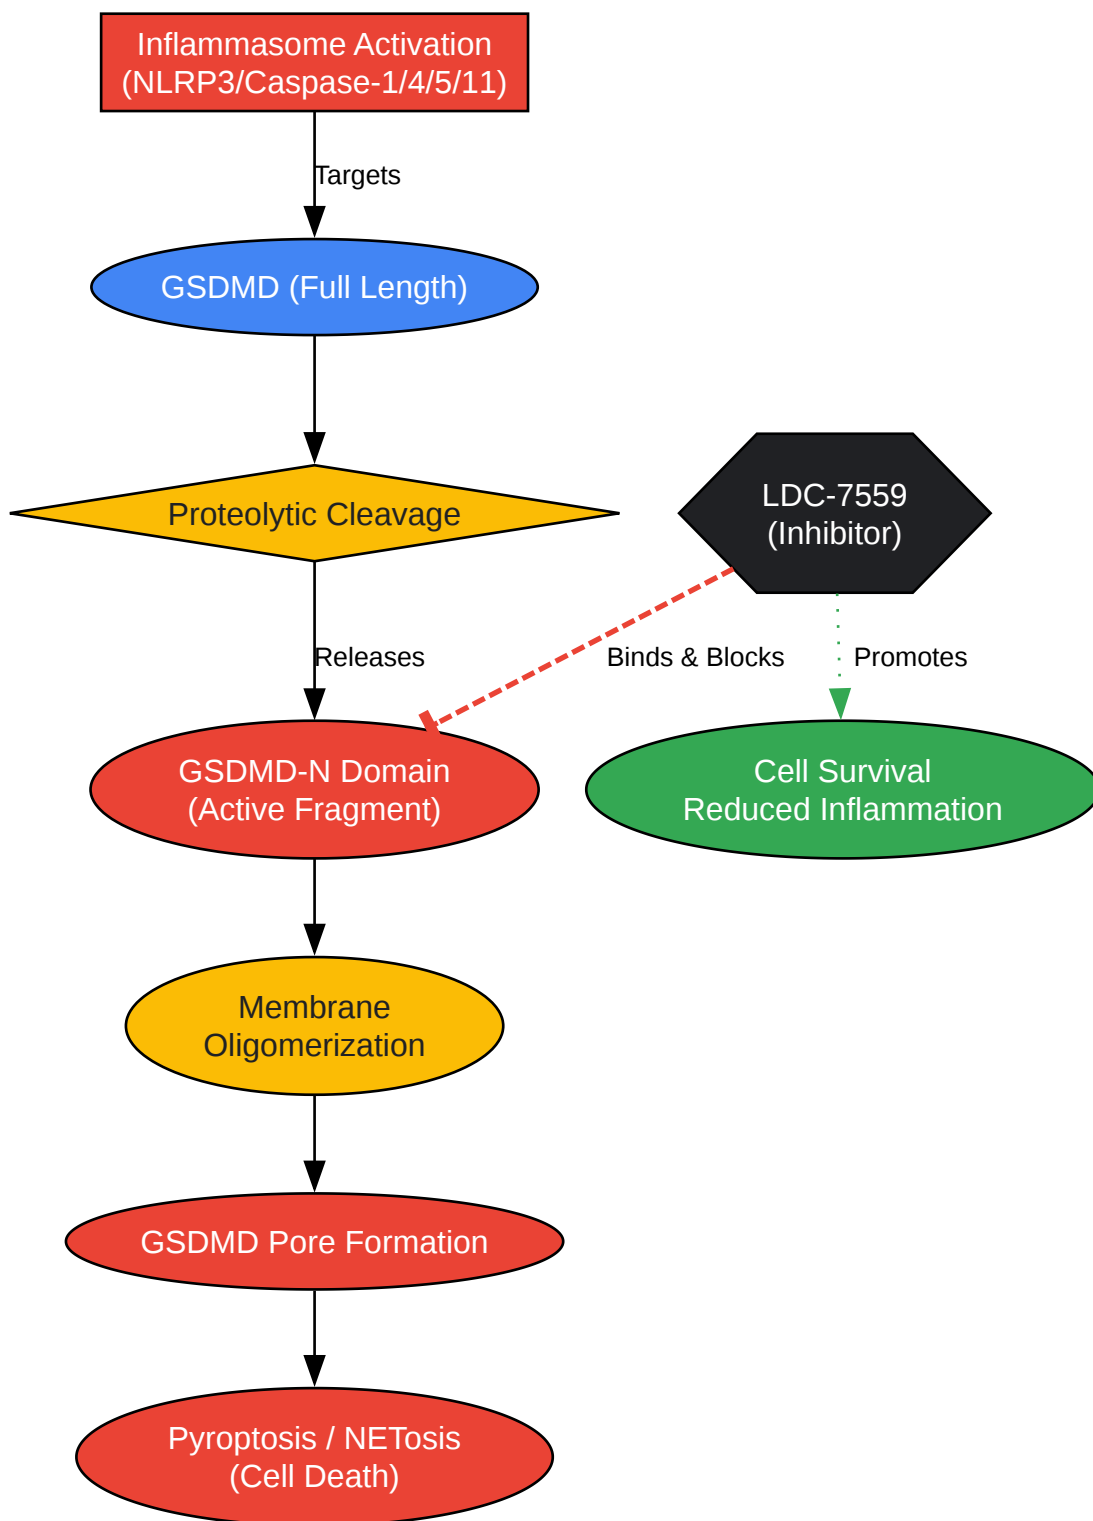 Inflammasome Activation
(NLRP3/Caspase-1/4/5/11)
Targets
GSDMD (Full Length)
Proteolytic Cleavage
LDC-7559
(Inhibitor)
Releases
Binds & Blocks
Promotes
GSDMD-N Domain
(Active Fragment)
Cell Survival
Reduced Inflammation
Membrane
Oligomerization
GSDMD Pore Formation
Pyroptosis / NETosis
(Cell Death)